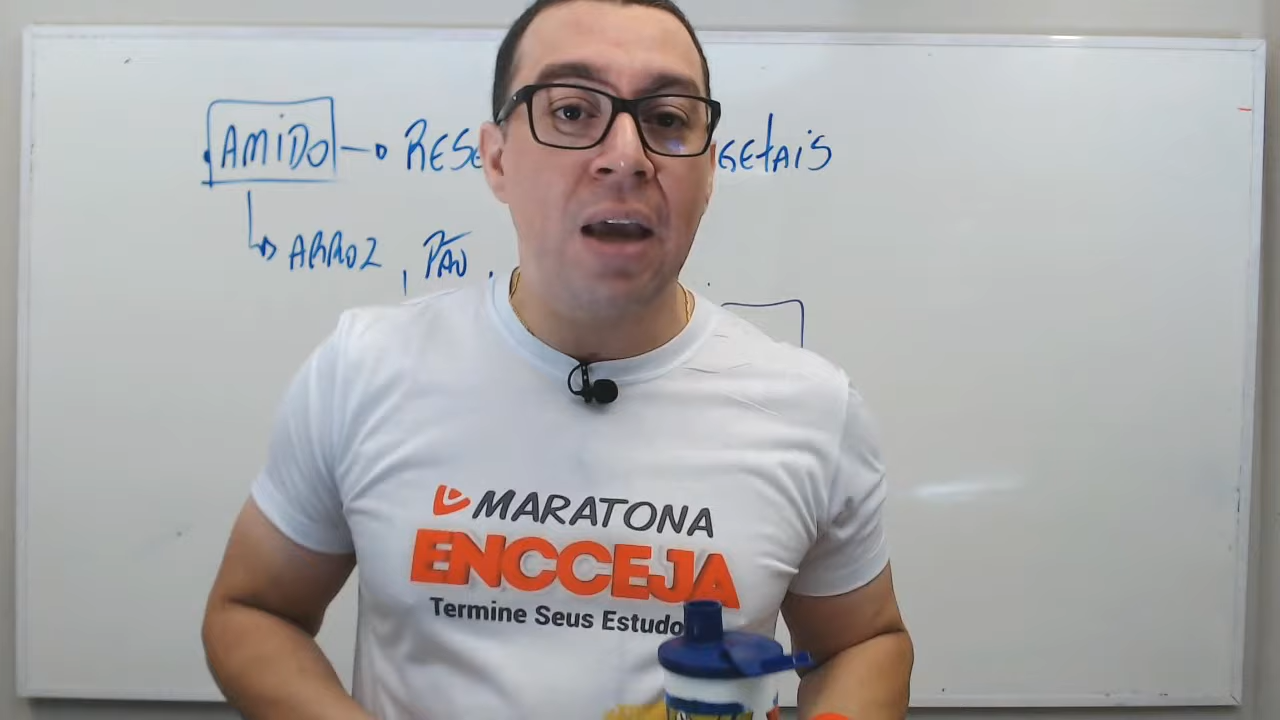 AMIDO → RESE GETAIS
→ ARROZ, PÃO,
MARATONA
ENCCEJA
Termine Seus Estudo